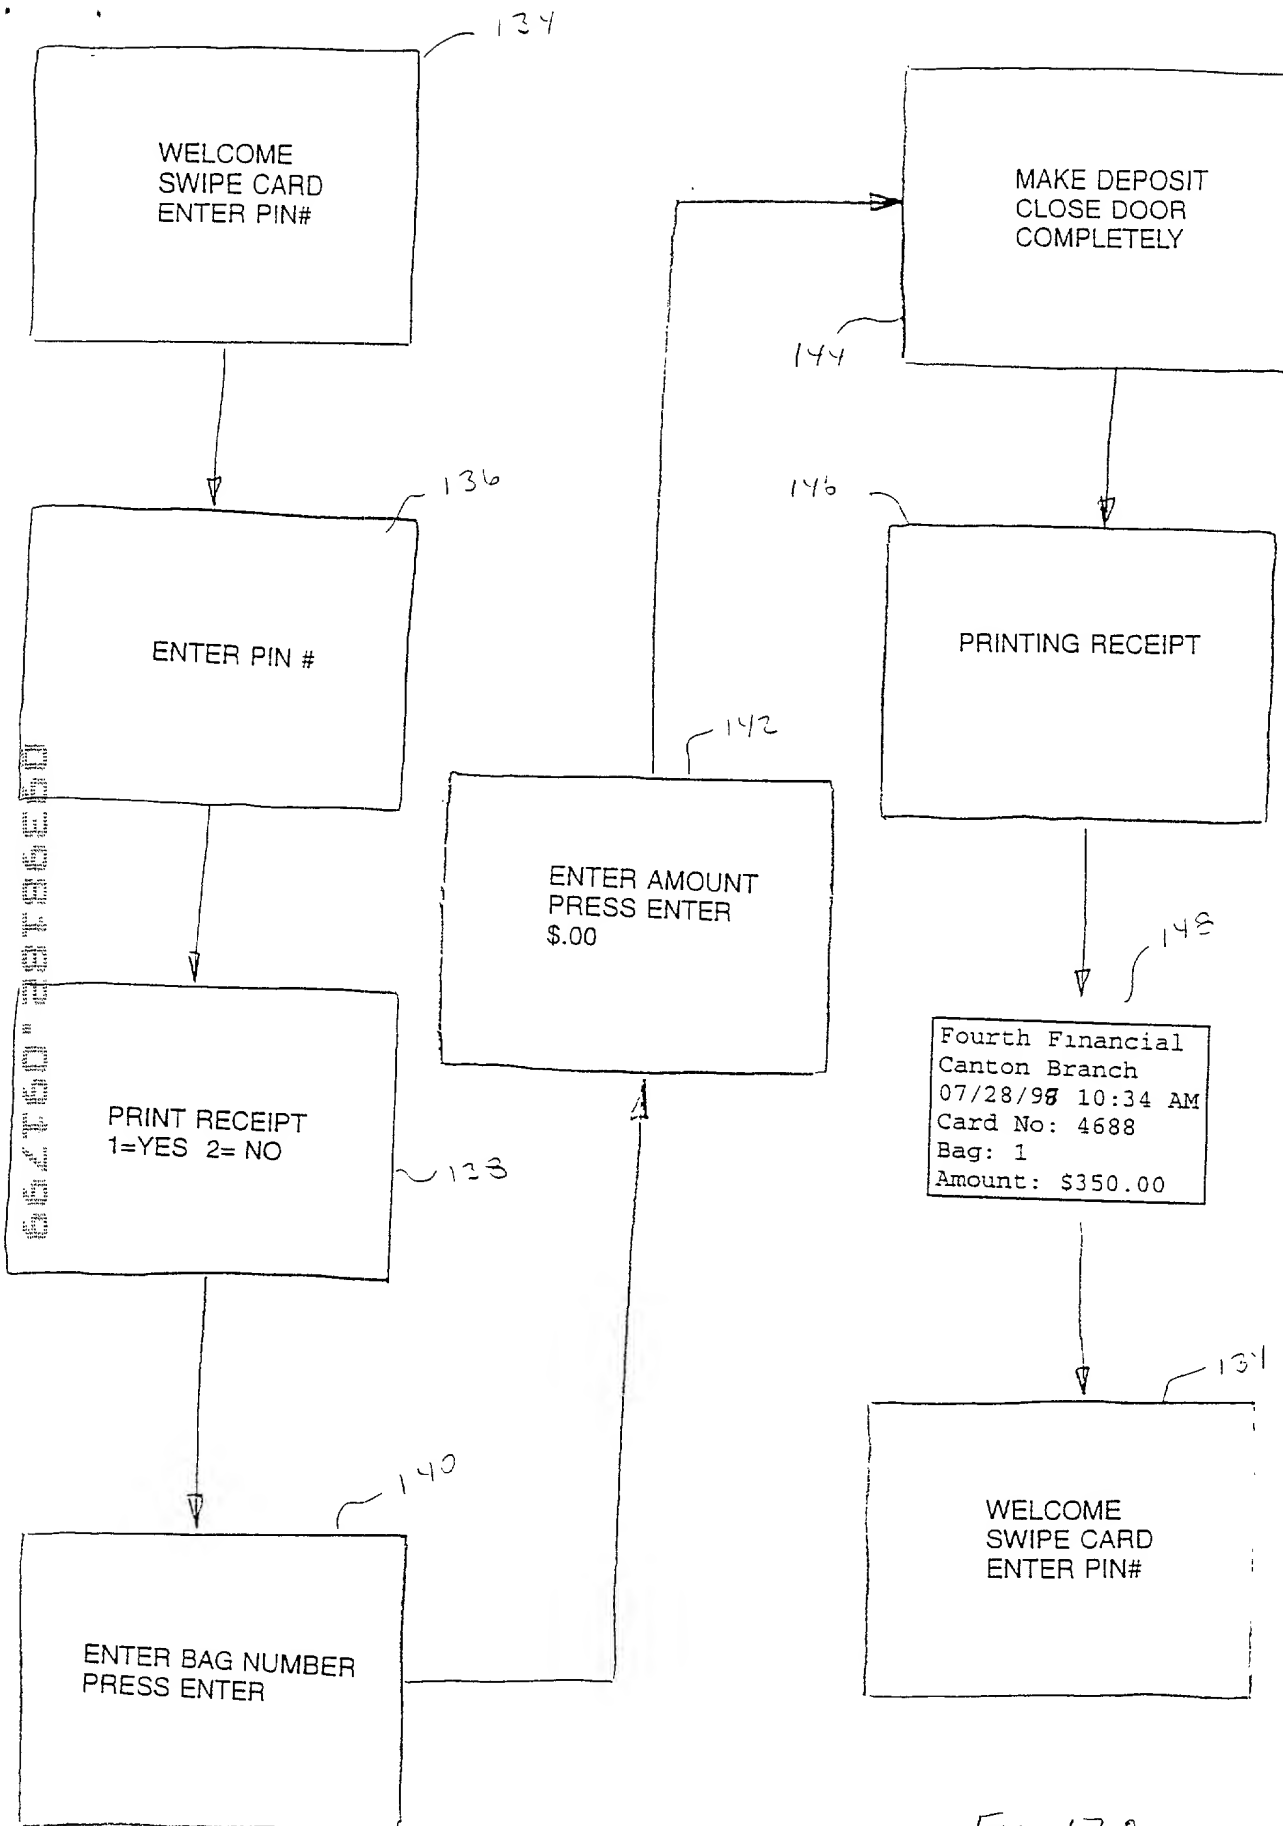 134
WELCOME
SWIPE CARD
ENTER PIN#
136
ENTER PIN #
PRINT RECEIPT
1=YES 2= NO
138
140
ENTER BAG NUMBER
PRESS ENTER
142
ENTER AMOUNT
PRESS ENTER
$.00
MAKE DEPOSIT
CLOSE DOOR
COMPLETELY
144
146
PRINTING RECEIPT
148
Fourth Financial
Canton Branch
07/28/98 10:34 AM
Card No: 4688
Bag: 1
Amount: $350.00
134
WELCOME
SWIPE CARD
ENTER PIN#